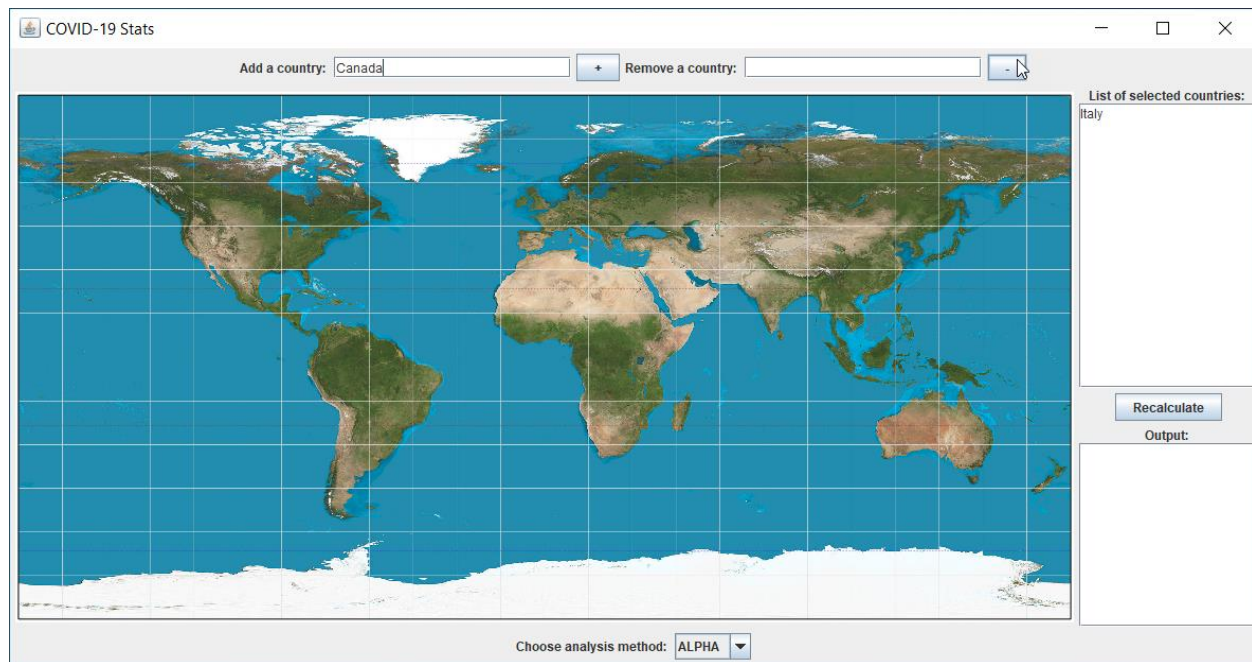 COVID-19 Stats
Add a country: Canada + Remove a country: -
List of selected countries:
Italy
Recalculate
Output:
Choose analysis method: ALPHA